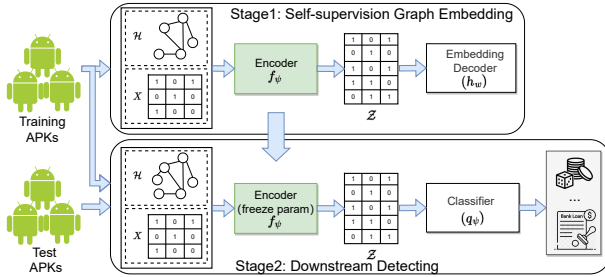 Stage1: Self-supervision Graph Embedding
Training
APKs
H
X
1 0 1
0 1 0
1 0 0
Encoder
fψ
1 0 1
0 1 0
1 0 1
0 1 0
1 0 1
Z
Embedding
Decoder
(hw)
Test
APKs
H
X
1 0 1
0 1 0
1 0 0
Encoder
(freeze param)
fψ
1 0 1
0 1 0
1 0 1
0 1 0
1 0 1
Z
Classifier
(qψ)
...
Bank Loan
$
Stage2: Downstream Detecting